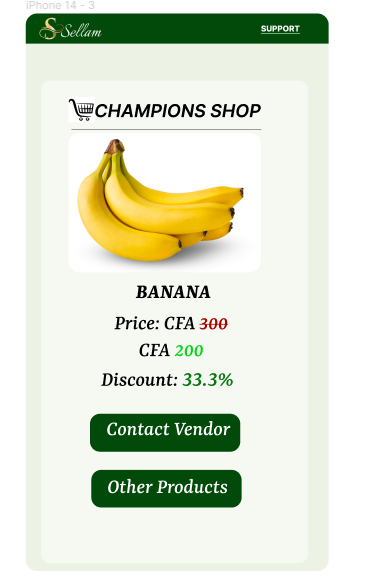 iPhone 14 - 3
Sellam
SUPPORT
CHAMPIONS SHOP
BANANA
Price: CFA 300
CFA 200
Discount: 33.3%
Contact Vendor
Other Products